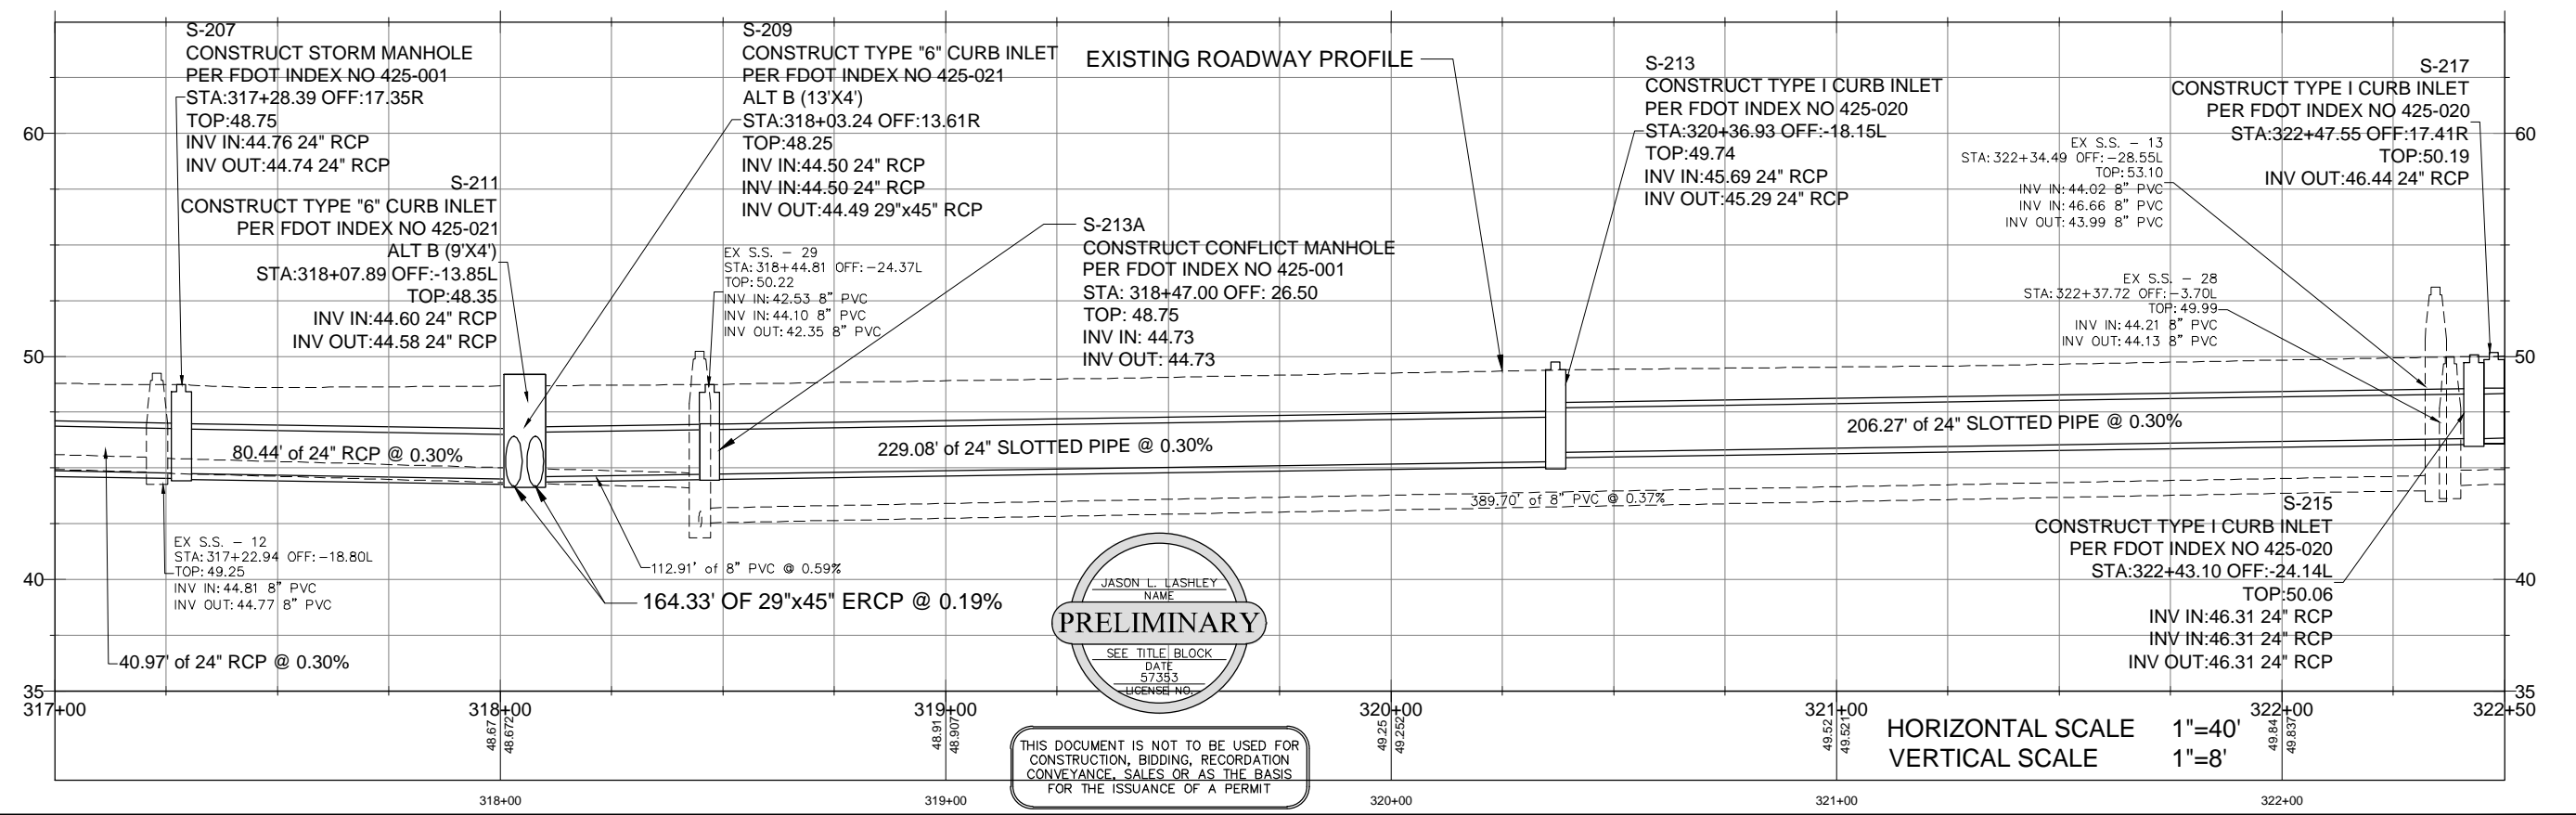 S-207
CONSTRUCT STORM MANHOLE
PER FDOT INDEX NO 425-001
STA:317+28.39 OFF:17.35R
TOP:48.75
INV IN:44.76 24" RCP
INV OUT:44.74 24" RCP
S-211
CONSTRUCT TYPE "6" CURB INLET
PER FDOT INDEX NO 425-021
ALT B (9'X4')
STA:318+07.89 OFF:-13.85L
TOP:48.35
INV IN:44.60 24" RCP
INV OUT:44.58 24" RCP
S-209
CONSTRUCT TYPE "6" CURB INLET
PER FDOT INDEX NO 425-021
ALT B (13'X4')
STA:318+03.24 OFF:13.61R
TOP:48.25
INV IN:44.50 24" RCP
INV IN:44.50 24" RCP
INV OUT:44.49 29"x45" RCP
EX S.S. - 29
STA: 318+44.81 OFF:-24.37L
TOP: 50.22
INV IN: 42.53 8" PVC
INV IN: 44.10 8" PVC
INV OUT: 42.35 8" PVC
EXISTING ROADWAY PROFILE
S-213A
CONSTRUCT CONFLICT MANHOLE
PER FDOT INDEX NO 425-001
STA: 318+47.00 OFF: 26.50
TOP: 48.75
INV IN: 44.73
INV OUT: 44.73
S-213
CONSTRUCT TYPE I CURB INLET
PER FDOT INDEX NO 425-020
STA:320+36.93 OFF:-18.15L
TOP:49.74
INV IN:45.69 24" RCP
INV OUT:45.29 24" RCP
S-217
CONSTRUCT TYPE I CURB INLET
PER FDOT INDEX NO 425-020
STA:322+47.55 OFF:17.41R
TOP:50.19
INV OUT:46.44 24" RCP
EX S.S. - 13
STA: 322+34.49 OFF:-28.55L
TOP: 53.10
INV IN: 44.02 8" PVC
INV IN: 46.66 8" PVC
INV OUT: 43.99 8" PVC
EX S.S. - 28
STA: 322+37.72 OFF:-3.70L
TOP: 49.99
INV IN: 44.21 8" PVC
INV OUT: 44.13 8" PVC
60
60
50
50
40
40
35
35
80.44' of 24" RCP @ 0.30%
229.08' of 24" SLOTTED PIPE @ 0.30%
206.27' of 24" SLOTTED PIPE @ 0.30%
389.70' of 8" PVC @ 0.37%
EX S.S. - 12
STA: 317+22.94 OFF:-18.80L
TOP: 49.25
INV IN: 44.81 8" PVC
INV OUT: 44.77 8" PVC
112.91' of 8" PVC @ 0.59%
164.33' OF 29"x45" ERCP @ 0.19%
40.97' of 24" RCP @ 0.30%
S-215
CONSTRUCT TYPE I CURB INLET
PER FDOT INDEX NO 425-020
STA:322+43.10 OFF:-24.14L
TOP:50.06
INV IN:46.31 24" RCP
INV IN:46.31 24" RCP
INV OUT:46.31 24" RCP
JASON L. LASHLEY
NAME
PRELIMINARY
SEE TITLE BLOCK
DATE
57353
LICENSE NO.
317+00
318+00
319+00
320+00
321+00
322+00
322+50
48.67
48.672
48.91
48.907
49.25
49.252
49.52
49.521
49.84
49.837
HORIZONTAL SCALE 1"=40'
VERTICAL SCALE 1"=8'
THIS DOCUMENT IS NOT TO BE USED FOR
CONSTRUCTION, BIDDING, RECORDATION
CONVEYANCE, SALES OR AS THE BASIS
FOR THE ISSUANCE OF A PERMIT
318+00
319+00
320+00
321+00
322+00